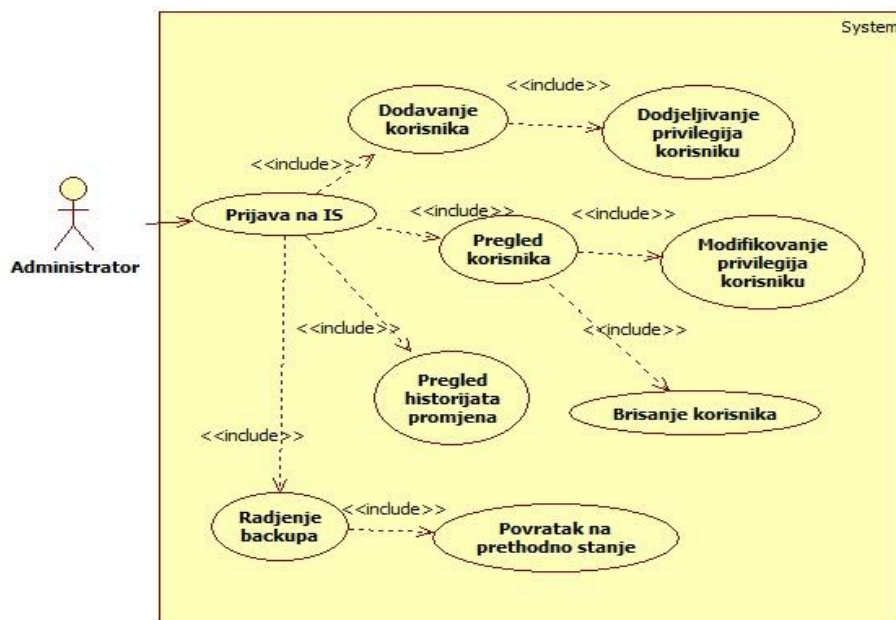 System
<<include>>
Dodavanje
korisnika
Dodjeljivanje
privilegija
korisniku
<<include>>
Prijava na IS
Administrator
<<include>>
Pregled
korisnika
<<include>>
Modifikovanje
privilegija
korisniku
<<include>>
<<include>>
Pregled
historijata
promjena
Brisanje korisnika
<<include>>
Radjenje
backupa
<<include>>
Povratak na
prethodno stanje